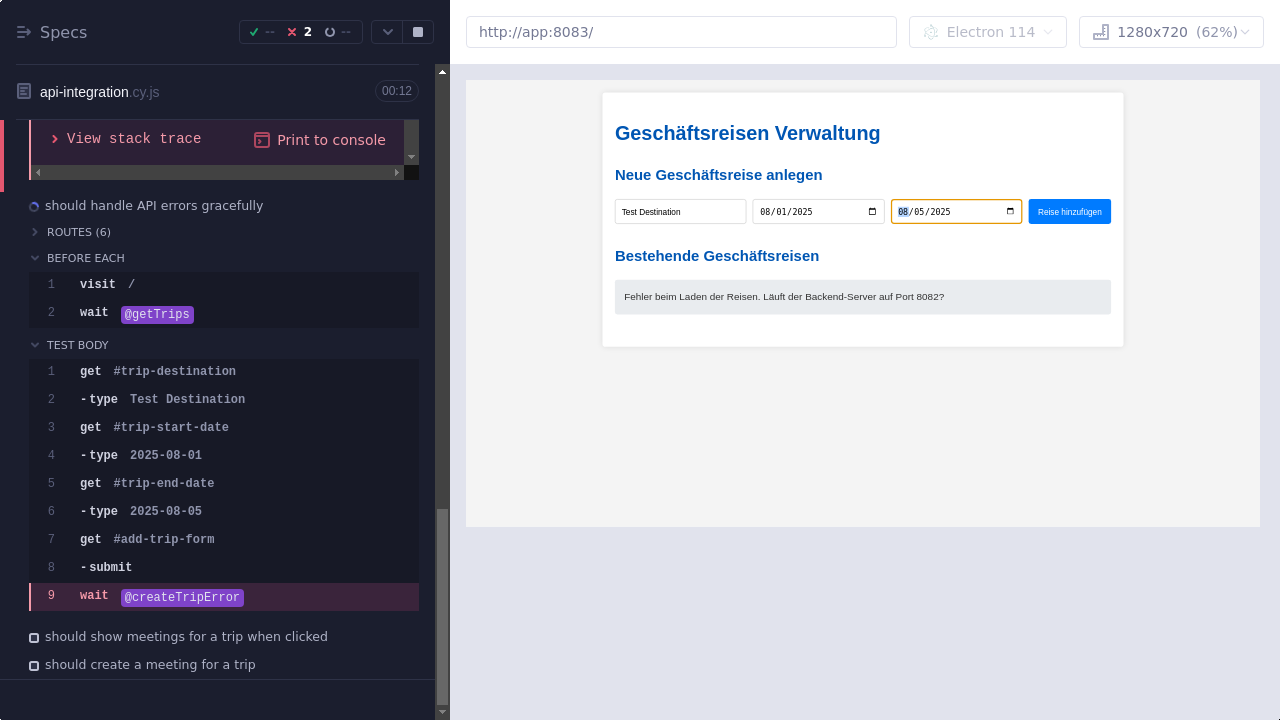 Specs
--
2
--
http://app:8083/
Electron 114
1280x720 (62%)
api-integration.cy.js
00:12
View stack trace
Print to console
should handle API errors gracefully
ROUTES (6)
BEFORE EACH
1 visit /
2 wait @getTrips
TEST BODY
1 get #trip-destination
2 -type Test Destination
3 get #trip-start-date
4 -type 2025-08-01
5 get #trip-end-date
6 -type 2025-08-05
7 get #add-trip-form
8 -submit
9 wait @createTripError
should show meetings for a trip when clicked
should create a meeting for a trip
Geschäftsreisen Verwaltung
Neue Geschäftsreise anlegen
Test Destination
08/01/2025
08/05/2025
Reise hinzufügen
Bestehende Geschäftsreisen
Fehler beim Laden der Reisen. Läuft der Backend-Server auf Port 8082?